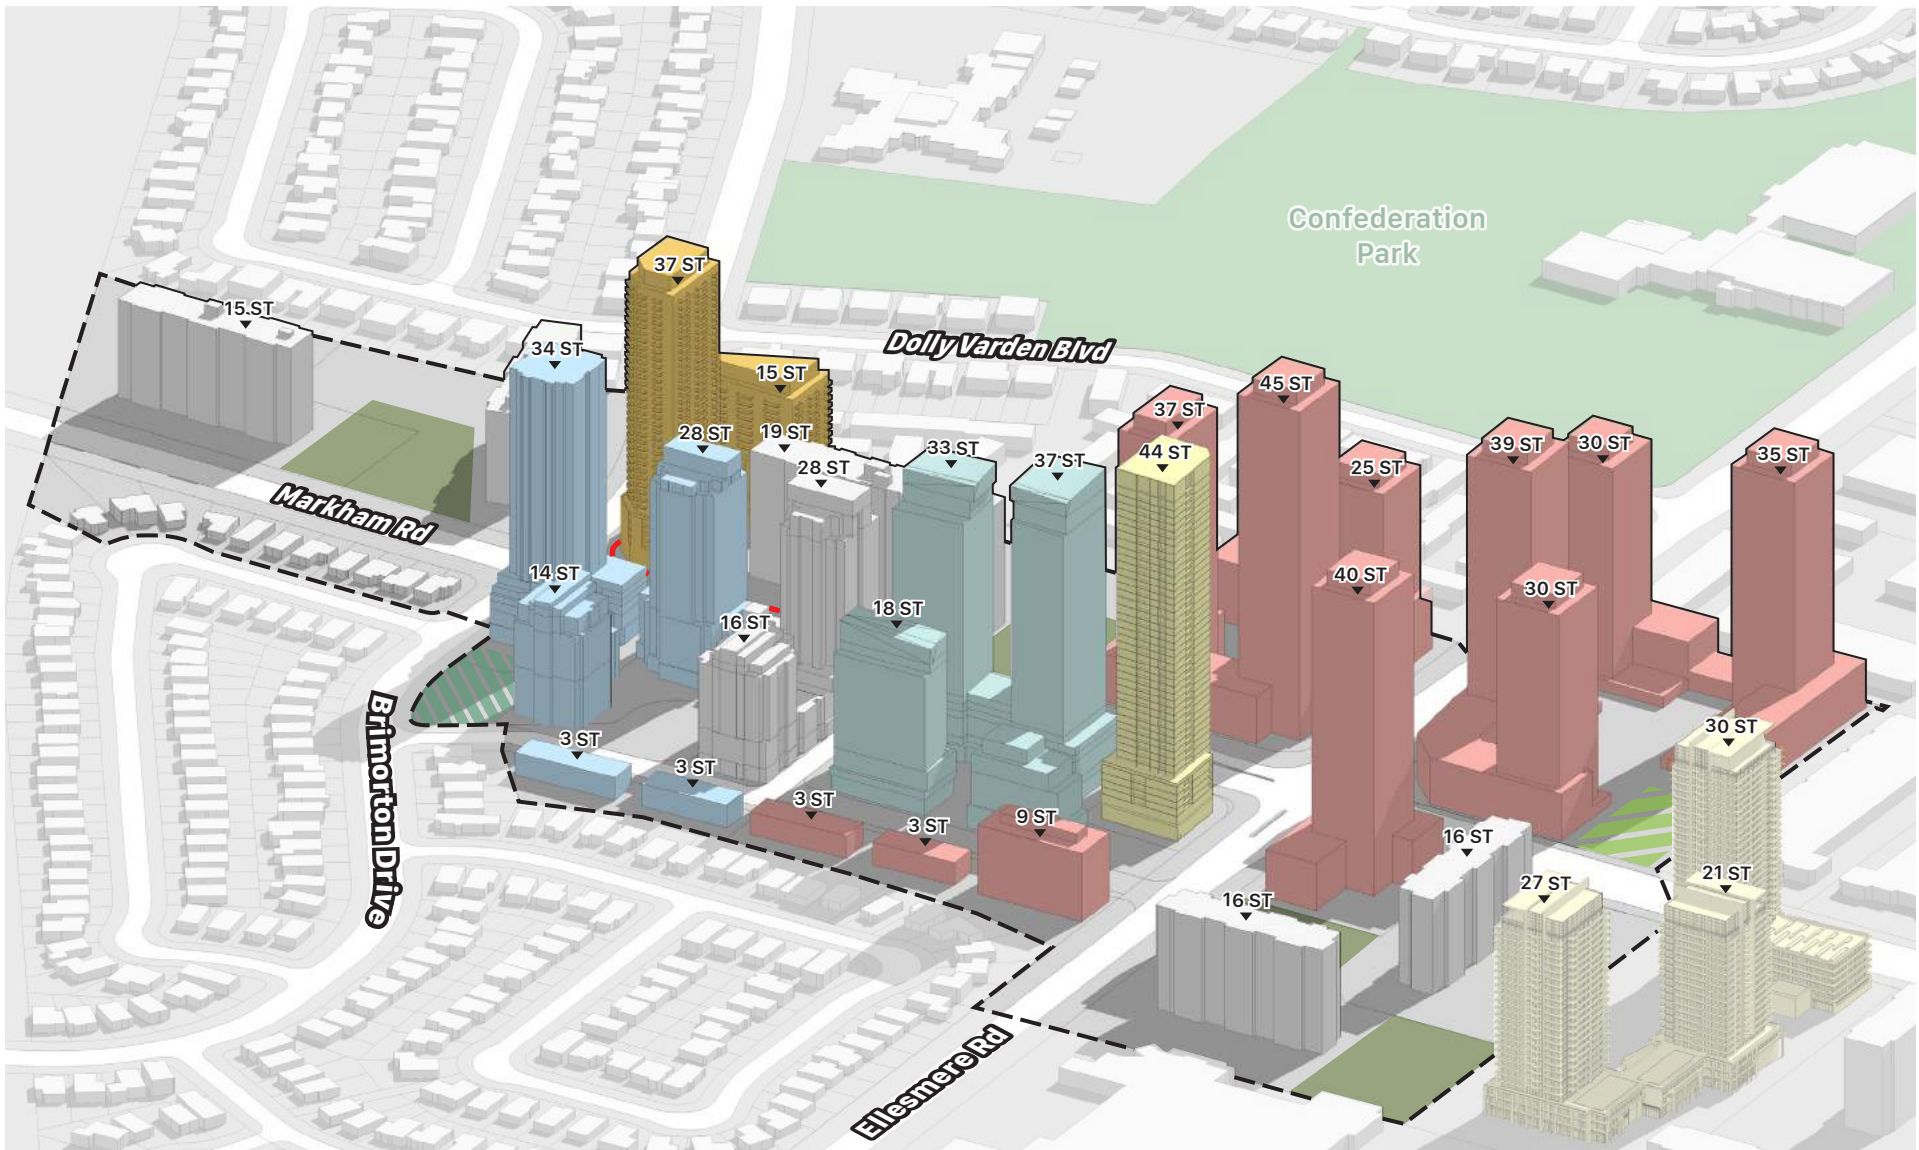 Confederation
Park
37 ST
15 ST
34 ST
Dolly Varden Blvd
15 ST
45 ST
37 ST
28 ST
19 ST
33 ST
37 ST
44 ST
39 ST
30 ST
35 ST
28 ST
25 ST
Markham Rd
14 ST
40 ST
30 ST
18 ST
16 ST
Brimorton Drive
3 ST
30 ST
3 ST
3 ST
3 ST
9 ST
16 ST
27 ST
21 ST
16 ST
Ellesmere Rd